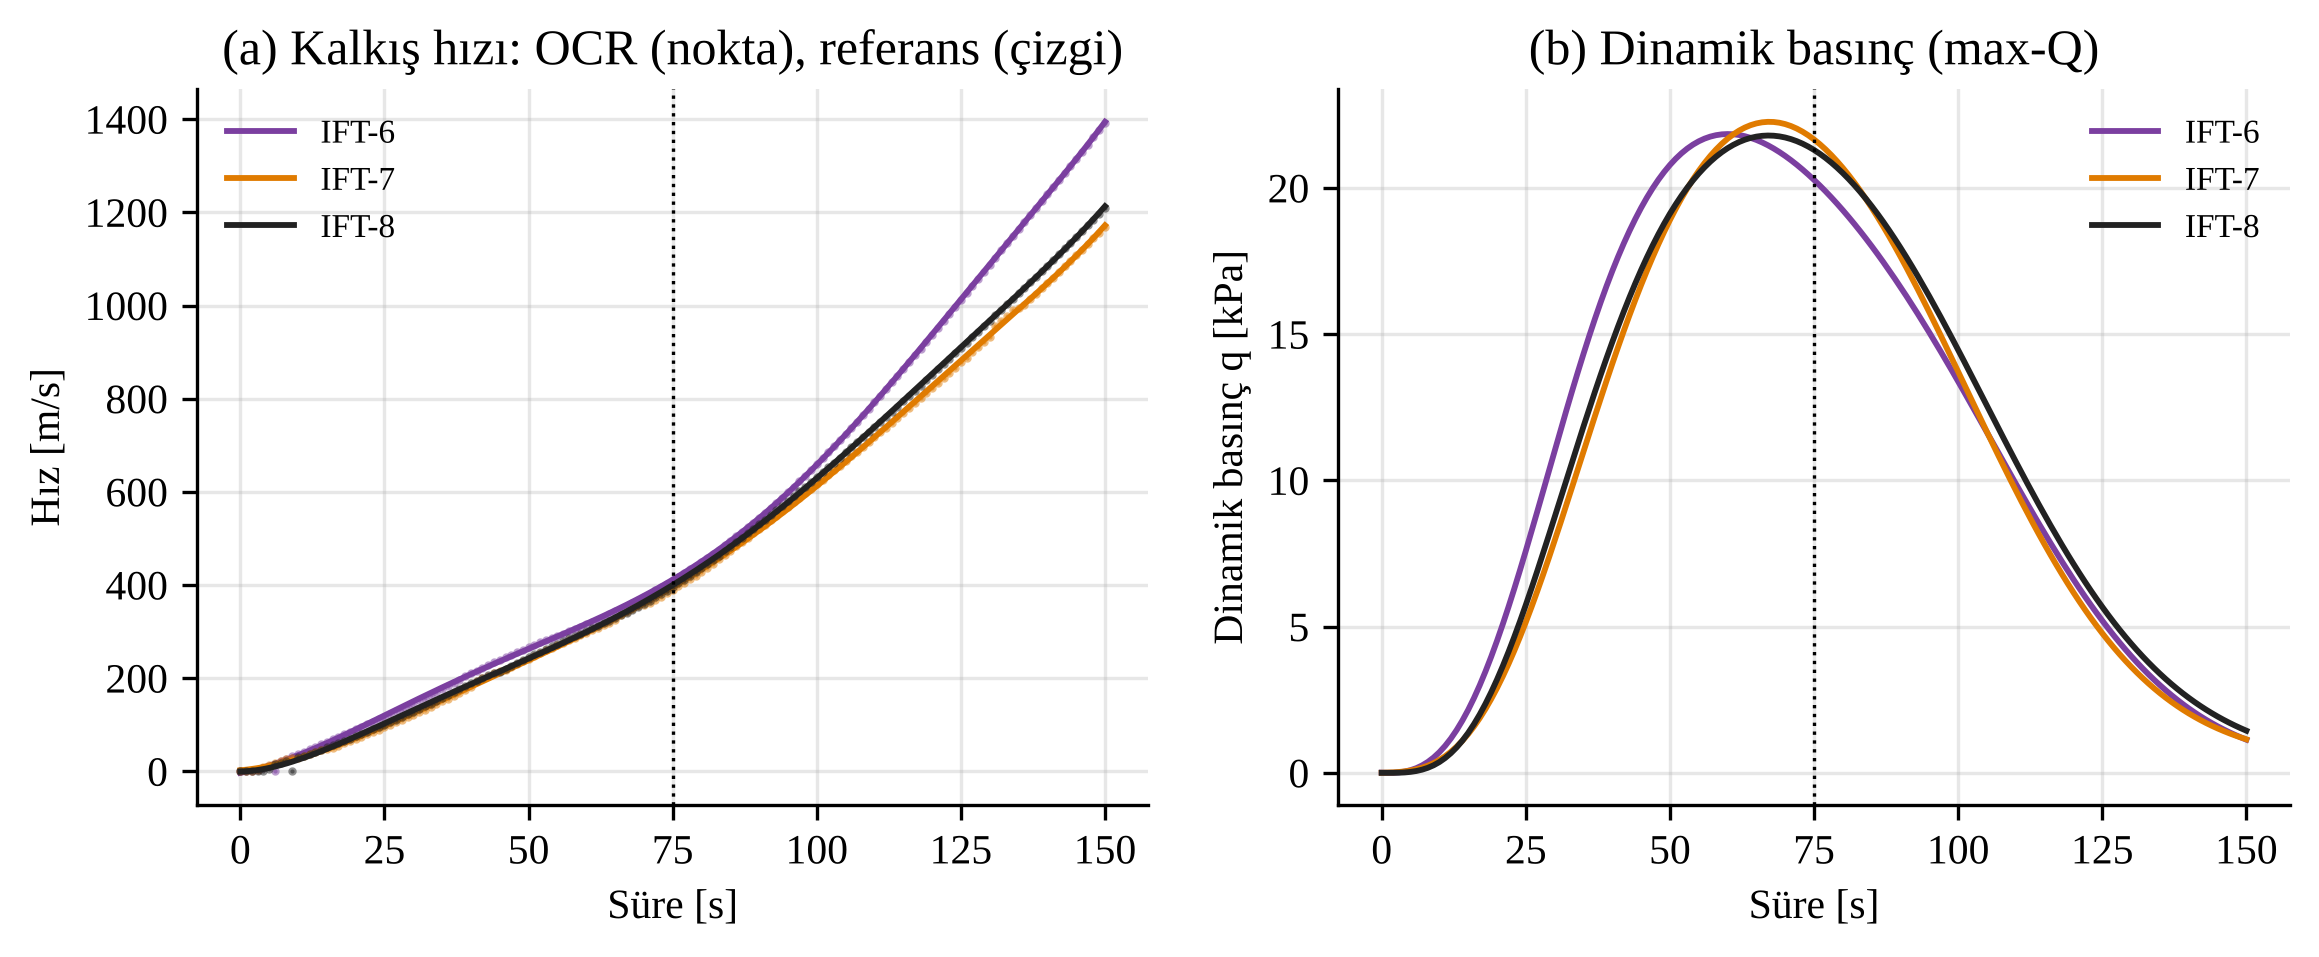 (a) Kalkış hızı: OCR (nokta), referans (çizgi)
IFT-6
IFT-7
IFT-8
Hız [m/s]
1400
1200
1000
800
600
400
200
0
0 25 50 75 100 125 150
Süre [s]
(b) Dinamik basınç (max-Q)
IFT-6
IFT-7
IFT-8
Dinamik basınç q [kPa]
20
15
10
5
0
0 25 50 75 100 125 150
Süre [s]